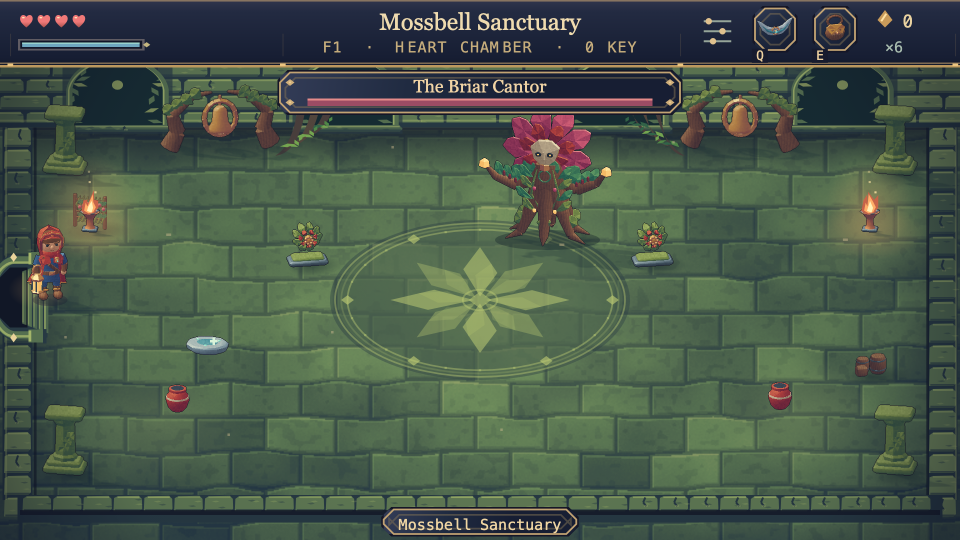 Mossbell Sanctuary
F1 · HEART CHAMBER · 0 KEY
Q
E
0
×6
The Briar Cantor
Mossbell Sanctuary